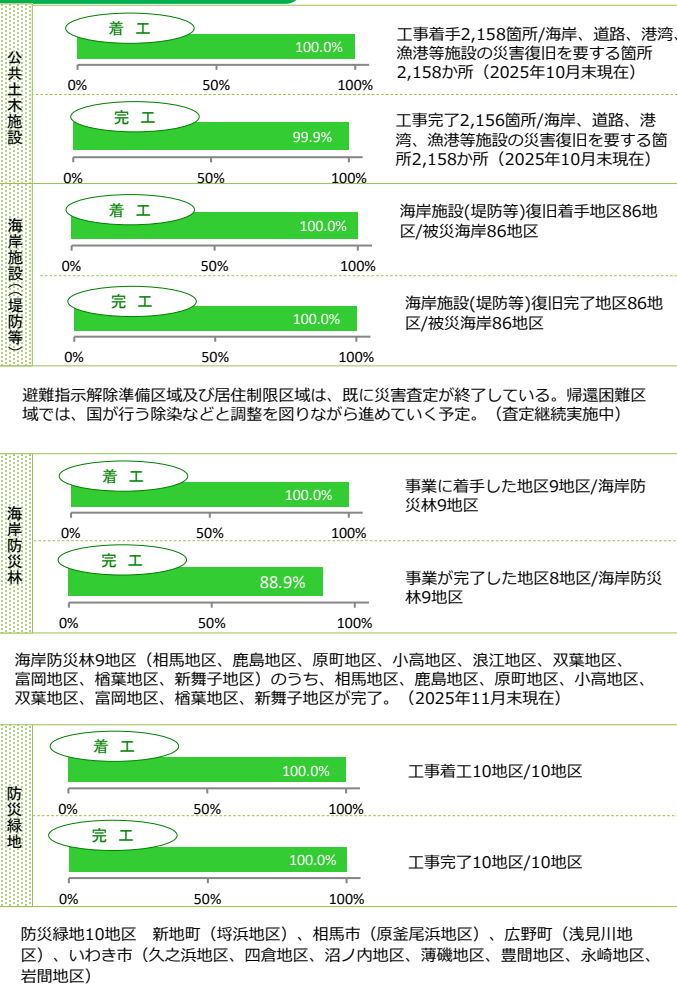 公共土木施設
着 工
100.0%
0% 50% 100%
工事着手2,158箇所/海岸、道路、港湾、
漁港等施設の災害復旧を要する箇所
2,158か所（2025年10月末現在）
完 工
99.9%
0% 50% 100%
工事完了2,156箇所/海岸、道路、港
湾、漁港等施設の災害復旧を要する箇
所2,158か所（2025年10月末現在）
海岸施設（堤防等）
着 工
100.0%
0% 50% 100%
海岸施設(堤防等)復旧着手地区86地
区/被災海岸86地区
完 工
100.0%
0% 50% 100%
海岸施設(堤防等)復旧完了地区86地
区/被災海岸86地区
避難指示解除準備区域及び居住制限区域は、既に災害査定が終了している。帰還困難区
域では、国が行う除染などと調整を図りながら進めていく予定。（査定継続実施中）
海岸防災林
着 工
100.0%
0% 50% 100%
事業に着手した地区9地区/海岸防
災林9地区
完 工
88.9%
0% 50% 100%
事業が完了した地区8地区/海岸防災
林9地区
海岸防災林9地区（相馬地区、鹿島地区、原町地区、小高地区、浪江地区、双葉地区、
富岡地区、楢葉地区、新舞子地区）のうち、相馬地区、鹿島地区、原町地区、小高地区、
双葉地区、富岡地区、楢葉地区、新舞子地区が完了。（2025年11月末現在）
防災緑地
着 工
100.0%
0% 50% 100%
工事着工10地区/10地区
完 工
100.0%
0% 50% 100%
工事完了10地区/10地区
防災緑地10地区　新地町（埒浜地区）、相馬市（原釜尾浜地区）、広野町（浅見川地
区）、いわき市（久之浜地区、四倉地区、沼ノ内地区、薄磯地区、豊間地区、永崎地区、
岩間地区）